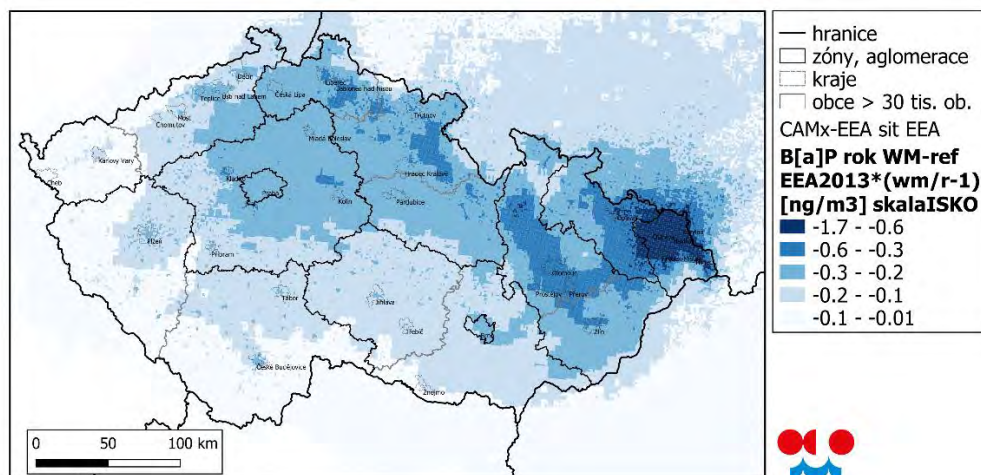 hranice
zóny, aglomerace
kraje
obce > 30 tis. ob.
CAMx-EEA sit EEA
B[a]P rok WM-ref
EEA2013*(wm/r-1)
[ng/m3] skalaISKO
-1.7 - -0.6
-0.6 - -0.3
-0.3 - -0.2
-0.2 - -0.1
-0.1 - -0.01
Děčín
Liberec
Jablonec nad Nisou
Teplice
Ústí nad Labem
Česká Lípa
Most
Chomutov
Trutnov
Mladá Boleslav
Karlovy Vary
Cheb
Hradec Králové
Kladno
Praha
Kolín
Pardubice
Plzeň
Příbram
Olomouc
Prostějov
Přerov
Tábor
Jihlava
Třebíč
Zlín
České Budějovice
Znojmo
0 50 100 km